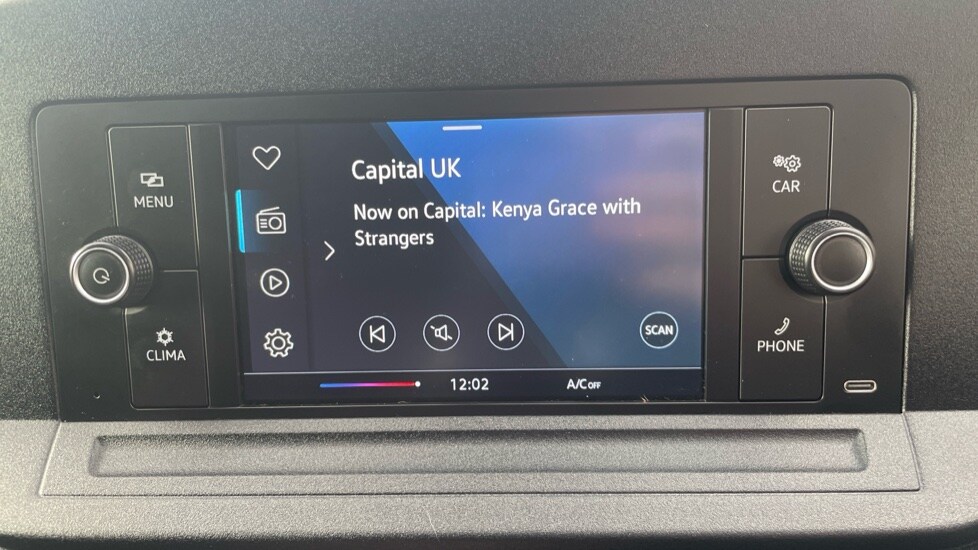 MENU
CLIMA
Capital UK
Now on Capital: Kenya Grace with
Strangers
SCAN
12:02
A/C OFF
CAR
PHONE